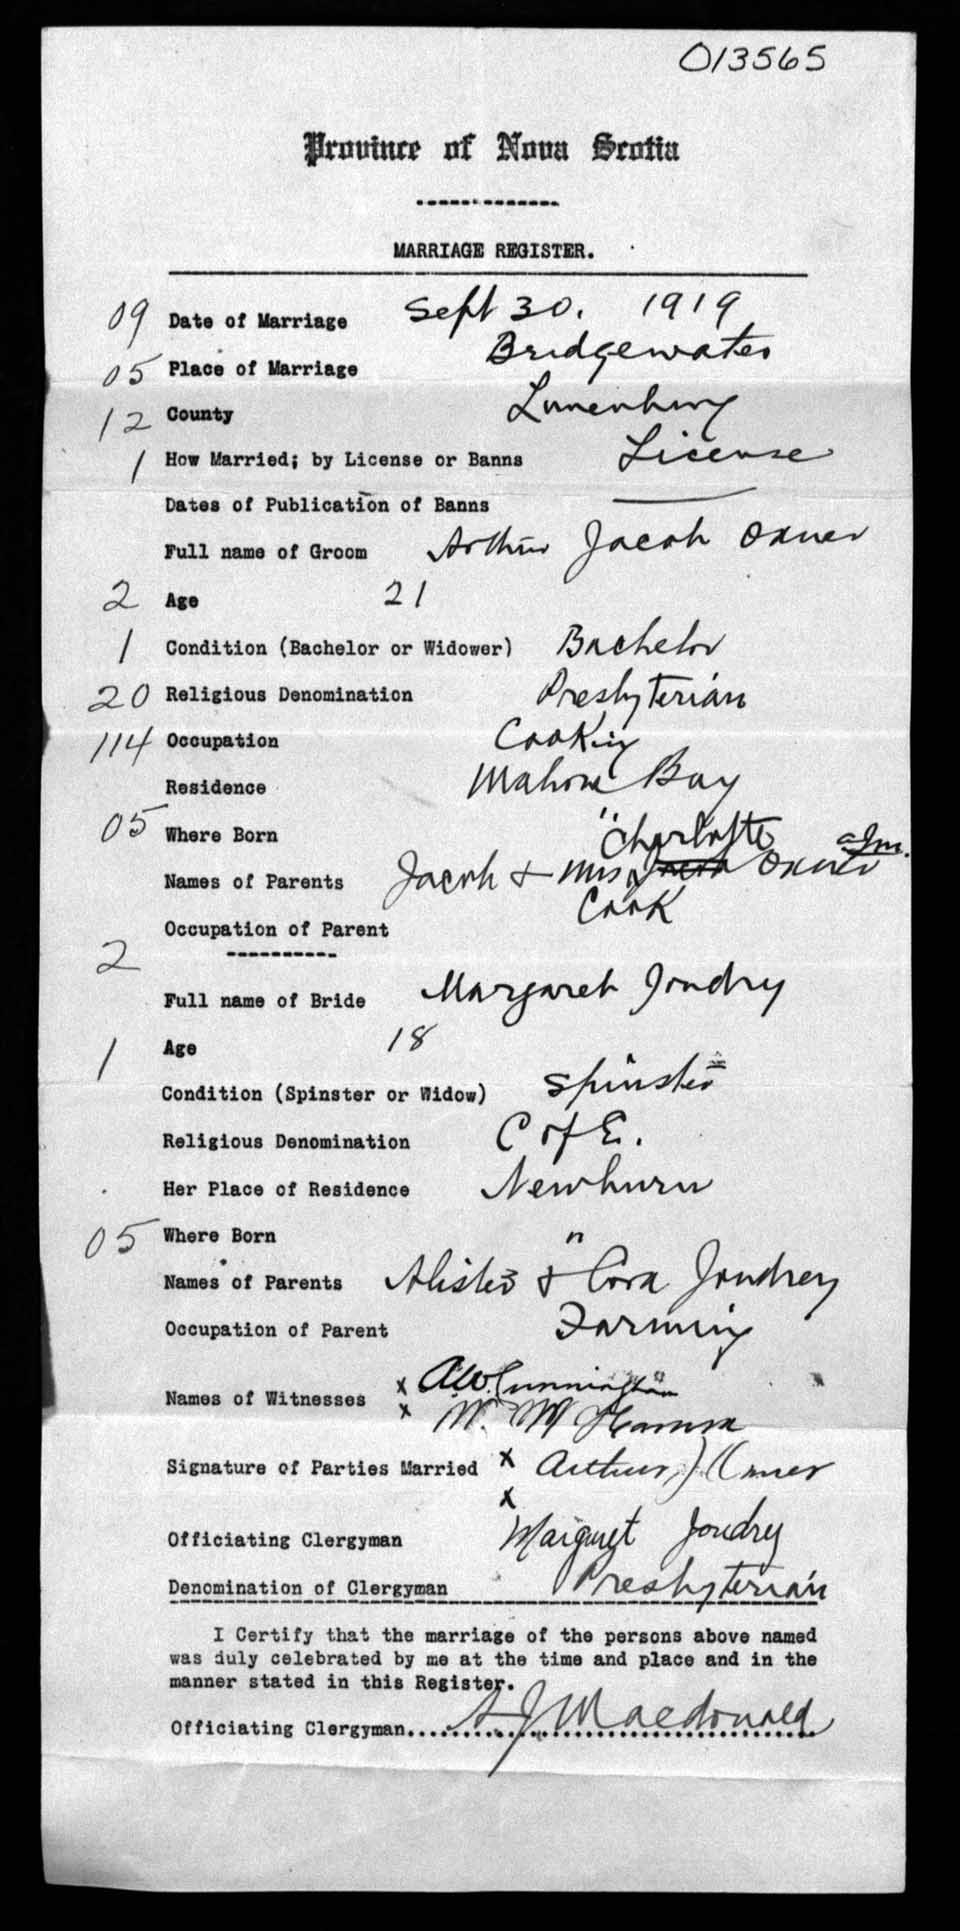 013565
Province of Nova Scotia
MARRIAGE REGISTER.
09 Date of Marriage Sept 30. 1919
05 Place of Marriage Bridgewater
12 County Lunenburg
1 How Married; by License or Banns License
Dates of Publication of Banns
Full name of Groom Arthur Jacob Oxner
2 Age 21
1 Condition (Bachelor or Widower) Bachelor
20 Religious Denomination Presbyterian
114 Occupation Cooking
Residence Mahone Bay
05 Where Born "
Charlotte
Names of Parents Jacob & Mrs Jacob Oxner
Occupation of Parent Cook
2
Full name of Bride Margaret Joudry
Age 18
1
Condition (Spinster or Widow) Spinster
Religious Denomination C of E.
Her Place of Residence Newburn
05 Where Born "
Names of Parents & Cora Joudrey
Occupation of Parent Farming
Names of Witnesses x A.W. Cunningham
x W. M
Signature of Parties Married x Arthur J Oxner
x
Officiating Clergyman Margaret Joudry
Denomination of Clergyman Presbyterian
I Certify that the marriage of the persons above named
was duly celebrated by me at the time and place and in the
manner stated in this Register.
Officiating Clergyman A J Macdonald